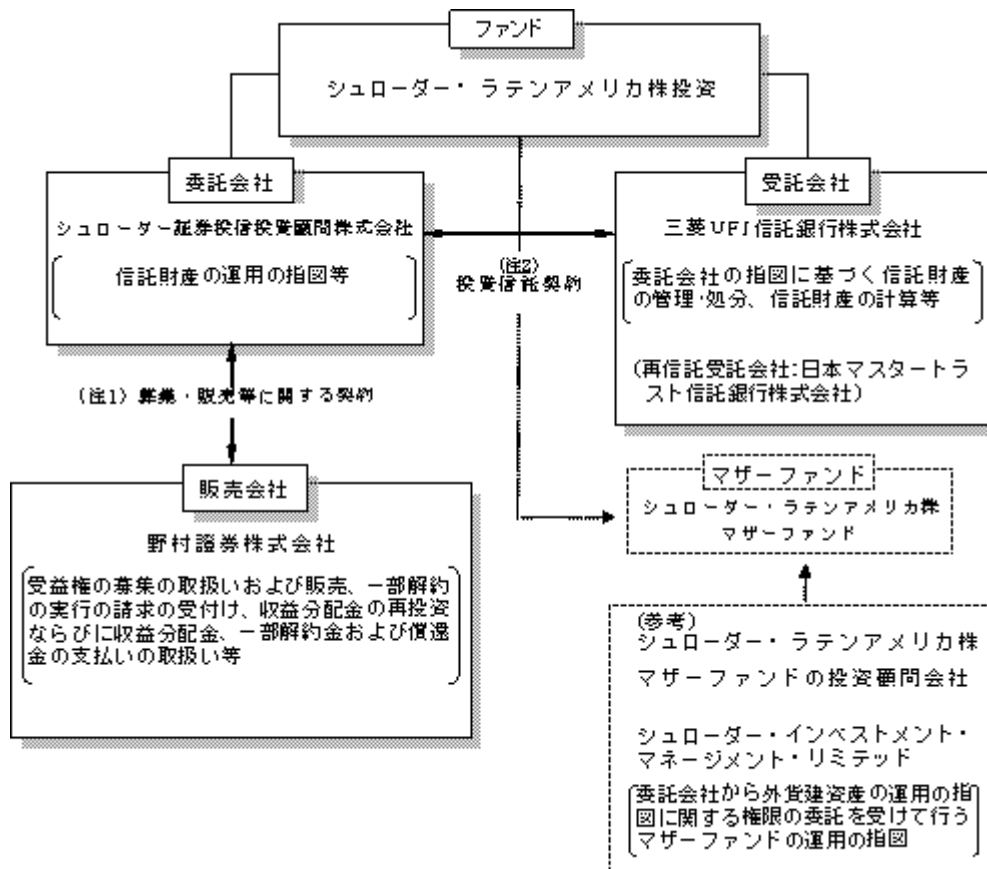 ファンド
シュローダー・ラテンアメリカ株投資
委託会社
シュローダー証券投信投資顧問株式会社
信託財産の運用の指図等
受託会社
三菱UFJ信託銀行株式会社
委託会社の指図に基づく信託財産
の管理・処分、信託財産の計算等
(再信託受託会社:日本マスタートラ
スト信託銀行株式会社)
(注2)
投資信託契約
(注1) 募集・販売等に関する契約
販売会社
野村證券株式会社
受益権の募集の取扱いおよび販売、一部解約
の実行の請求の受付け、収益分配金の再投資
ならびに収益分配金、一部解約金および償還
金の支払いの取扱い等
マザーファンド
シュローダー・ラテンアメリカ株
マザーファンド
(参考)
シュローダー・ラテンアメリカ株
マザーファンドの投資顧問会社
シュローダー・インベストメント・
マネージメント・リミテッド
委託会社から外貨建資産の運用の指
図に関する権限の委託を受けて行う
マザーファンドの運用の指図